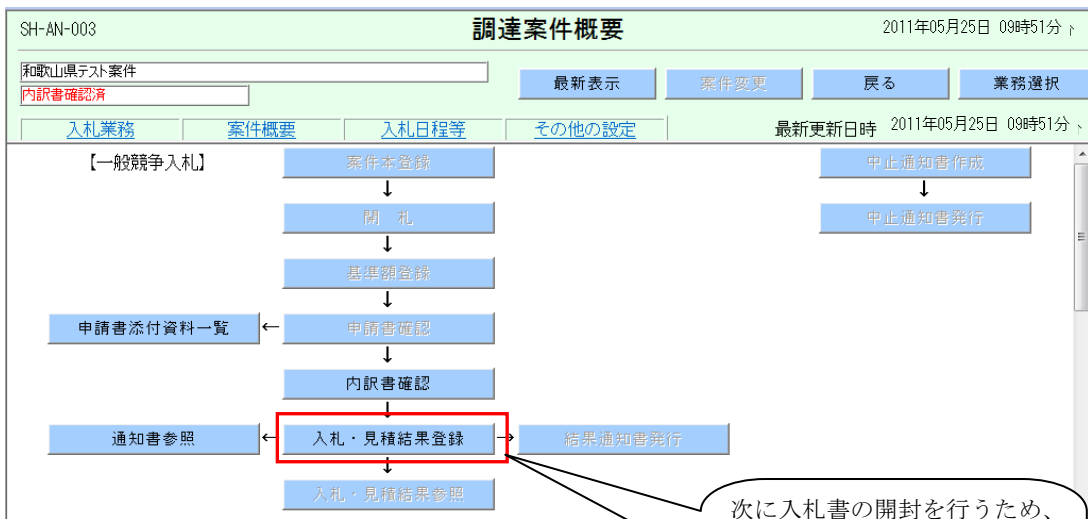 SH-AN-003
調達案件概要
2011年05月25日 09時51分
和歌山県テスト案件
内訳書確認済
最新表示
案件変更
戻る
業務選択
入札業務
案件概要
入札日程等
その他の設定
最新更新日時 2011年05月25日 09時51分
【一般競争入札】
案件本登録
中止通知書作成
↓
↓
開　札
中止通知書発行
↓
基準額登録
↓
申請書添付資料一覧
←
申請書確認
↓
内訳書確認
↓
通知書参照
←
入札・見積結果登録
→
結果通知書発行
↓
入札・見積結果参照
次に入札書の開封を行うため、